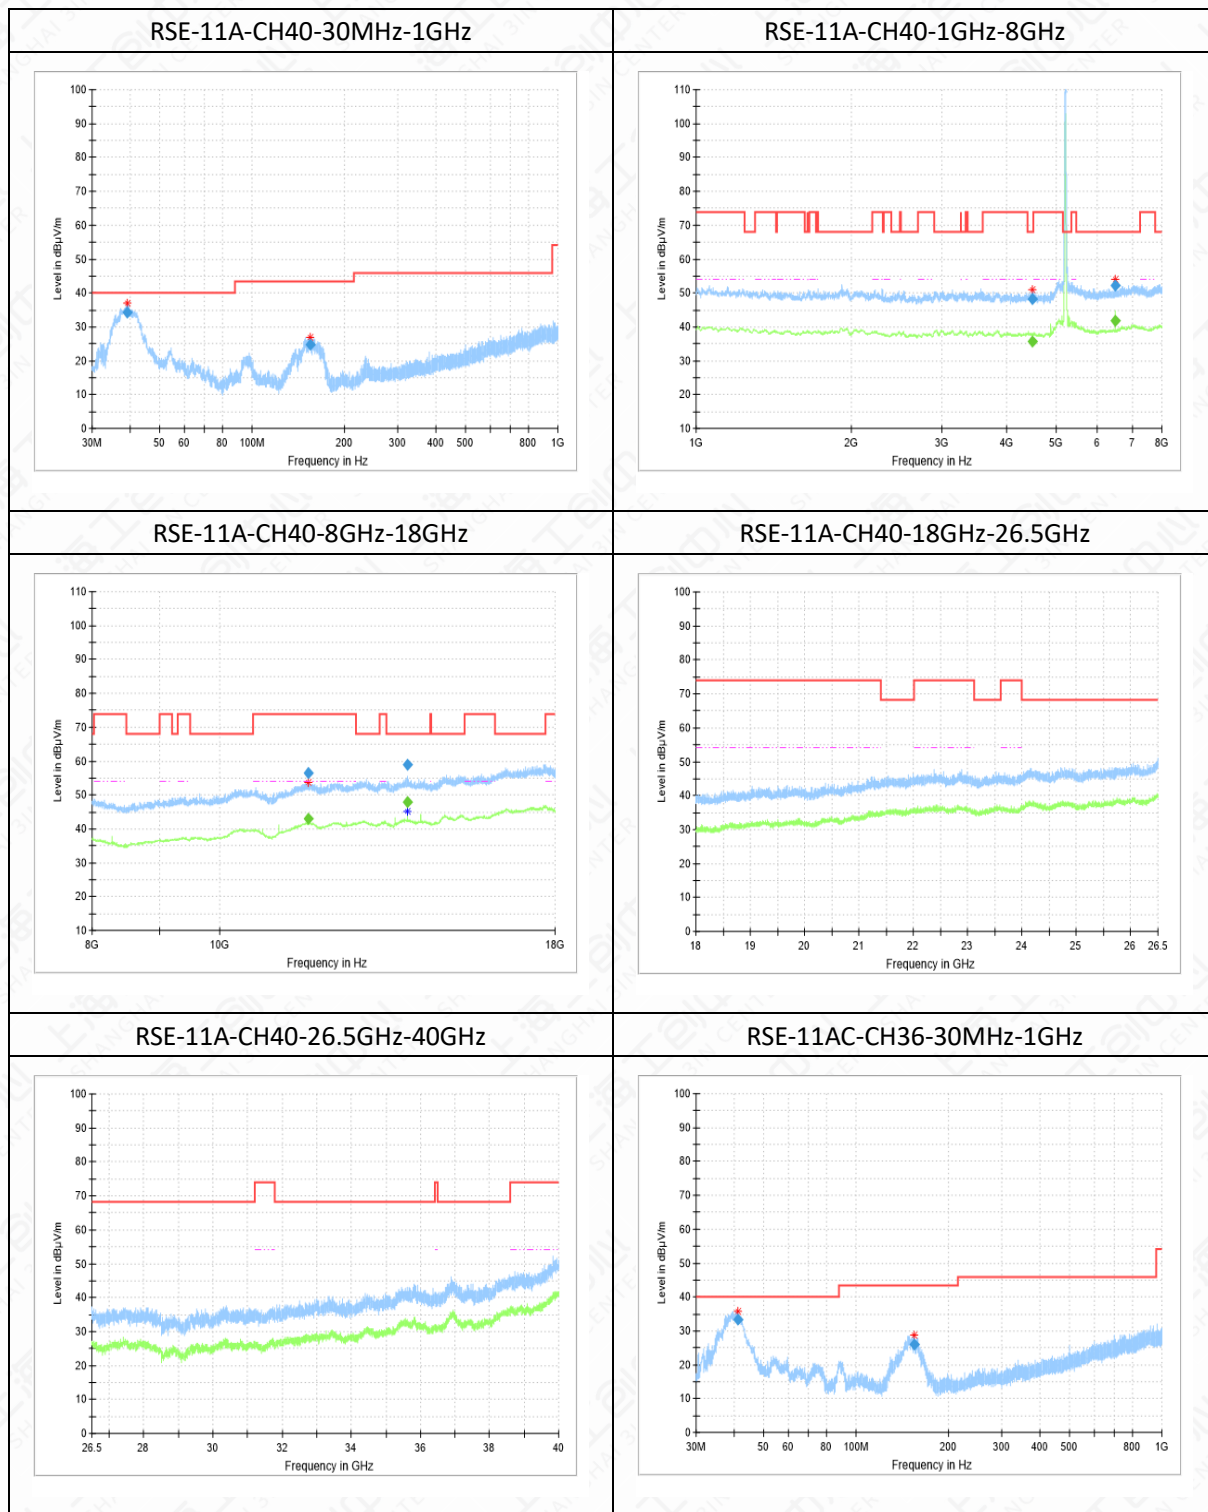 RSE-11A-CH40-30MHz-1GHz
RSE-11A-CH40-1GHz-8GHz
100
90
80
70
60
50
40
30
20
10
0
Level in dBµV/m
30M 50 60 80 100M 200 300 400 500 800 1G
Frequency in Hz
110
100
90
80
70
60
50
40
30
20
10
Level in dBµV/m
1G 2G 3G 4G 5G 6 7 8G
Frequency in Hz
RSE-11A-CH40-8GHz-18GHz
RSE-11A-CH40-18GHz-26.5GHz
110
100
90
80
70
60
50
40
30
20
10
Level in dBµV/m
8G 10G 18G
Frequency in Hz
100
90
80
70
60
50
40
30
20
10
0
Level in dBµV/m
18 19 20 21 22 23 24 25 26 26.5
Frequency in GHz
RSE-11A-CH40-26.5GHz-40GHz
RSE-11AC-CH36-30MHz-1GHz
100
90
80
70
60
50
40
30
20
10
0
Level in dBµV/m
26.5 28 30 32 34 36 38 40
Frequency in GHz
100
90
80
70
60
50
40
30
20
10
0
Level in dBµV/m
30M 50 60 80 100M 200 300 400 500 800 1G
Frequency in Hz